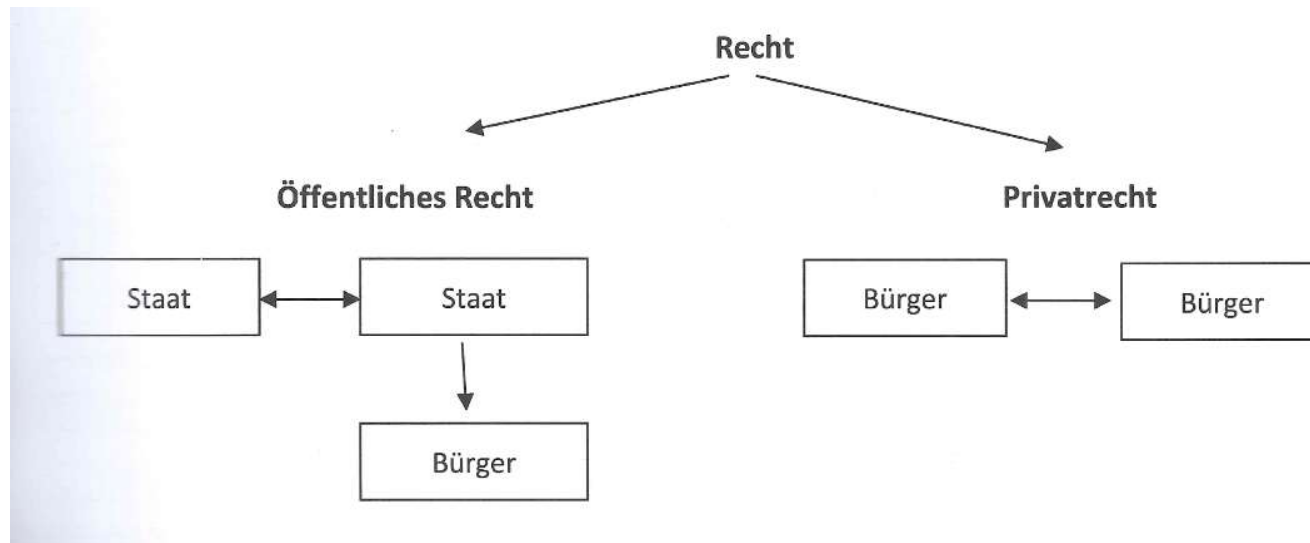 Recht
Öffentliches Recht
Privatrecht
Staat
Staat
Bürger
Bürger
Bürger